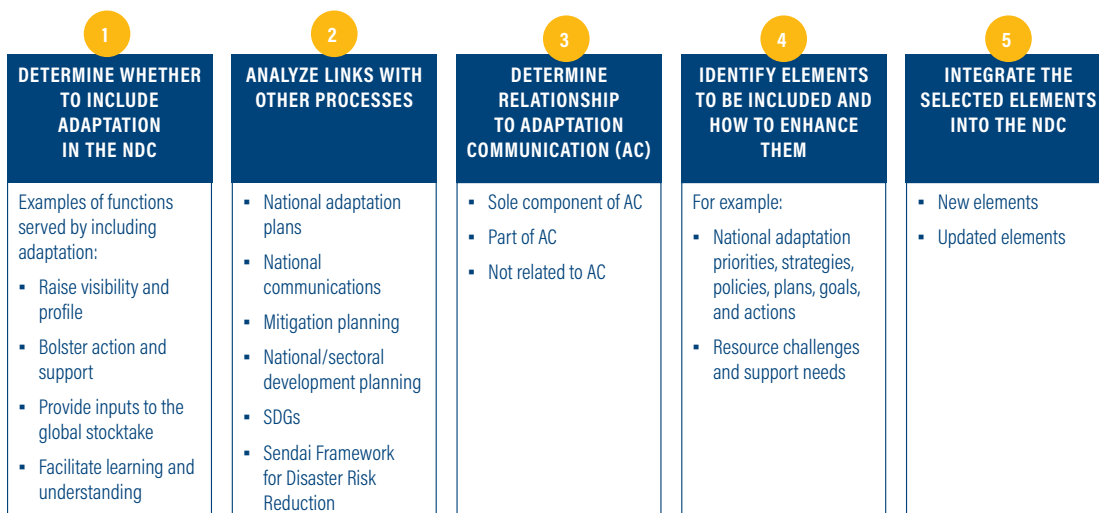 1
DETERMINE WHETHER
TO INCLUDE
ADAPTATION
IN THE NDC
Examples of functions
served by including
adaptation:
▪ Raise visibility and
profile
▪ Bolster action and
support
▪ Provide inputs to the
global stocktake
▪ Facilitate learning and
understanding
2
ANALYZE LINKS WITH
OTHER PROCESSES
▪ National adaptation
plans
▪ National
communications
▪ Mitigation planning
▪ National/sectoral
development planning
▪ SDGs
▪ Sendai Framework
for Disaster Risk
Reduction
3
DETERMINE
RELATIONSHIP
TO ADAPTATION
COMMUNICATION (AC)
▪ Sole component of AC
▪ Part of AC
▪ Not related to AC
4
IDENTIFY ELEMENTS
TO BE INCLUDED AND
HOW TO ENHANCE
THEM
For example:
▪ National adaptation
priorities, strategies,
policies, plans, goals,
and actions
▪ Resource challenges
and support needs
5
INTEGRATE THE
SELECTED ELEMENTS
INTO THE NDC
▪ New elements
▪ Updated elements